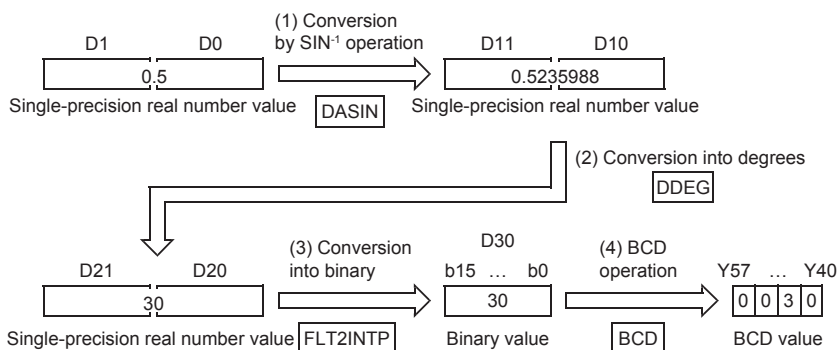 (1) Conversion
by SIN-1 operation
D1 D0
D11 D10
0.5
0.5235988
Single-precision real number value
DASIN
Single-precision real number value
(2) Conversion into degrees
DDEG
D21 D20
(3) Conversion
into binary
D30
b15 … b0
(4) BCD
operation
Y57 … Y40
30
30
0 0 3 0
Single-precision real number value
FLT2INTP
Binary value
BCD
BCD value